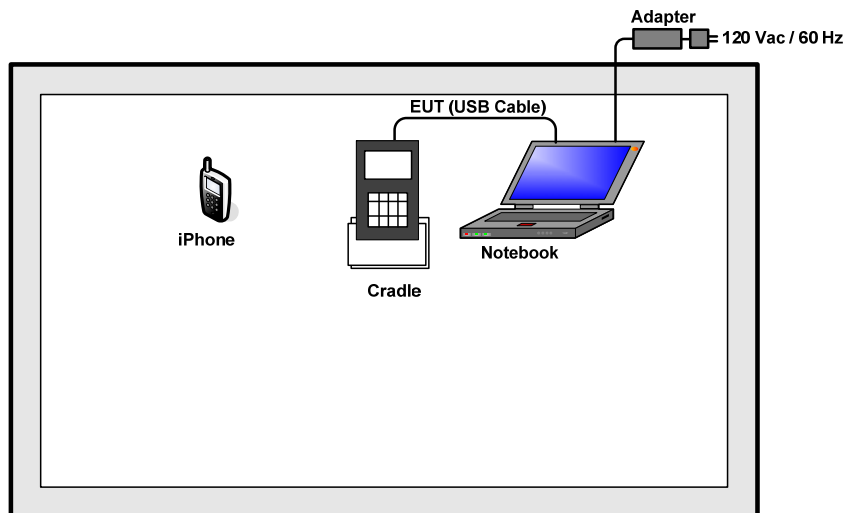 Adapter
120 Vac / 60 Hz
EUT (USB Cable)
iPhone
Notebook
Cradle